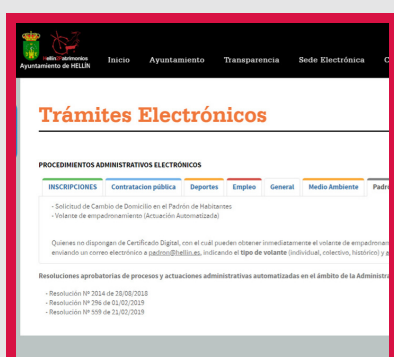 Hellín Patrimonios
Ayuntamiento de HELLÍN
Inicio Ayuntamiento Transparencia Sede Electrónica C
Trámites Electrónicos
PROCEDIMIENTOS ADMINISTRATIVOS ELECTRÓNICOS
INSCRIPCIONES Contratacion pública Deportes Empleo General Medio Ambiente Padr
- Solicitud de Cambio de Domicilio en el Padrón de Habitantes
- Volante de empadronamiento (Actuación Automatizada)
Quienes no dispongan de Certificado Digital, con el cuál pueden obtener inmediatamente el volante de empadronam
enviando un correo electrónico a padron@hellin.es, indicando el tipo de volante (individual, colectivo, histórico) y a
Resoluciones aprobatorias de procesos y actuaciones administrativas automatizadas en el ámbito de la Administra
- Resolución Nº 2014 de 28/08/2018
- Resolución Nº 296 de 01/02/2019
- Resolución Nº 559 de 21/02/2019